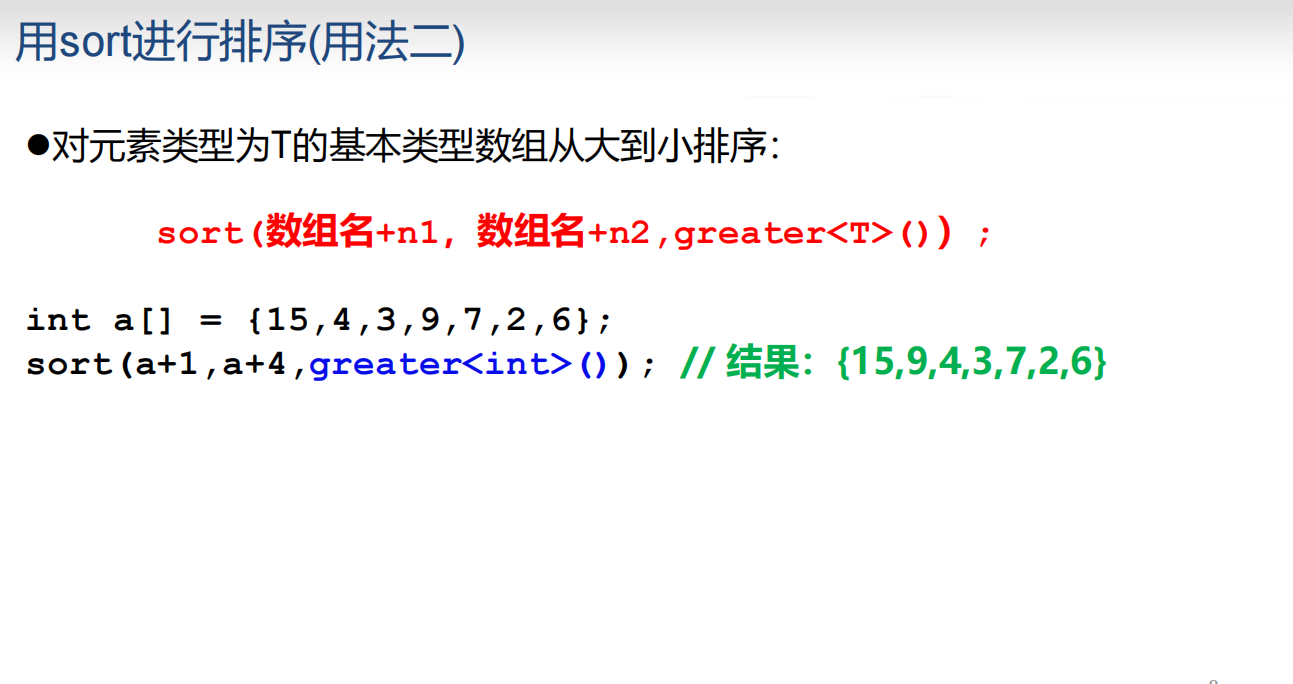 用sort进行排序(用法二)
●对元素类型为T的基本类型数组从大到小排序：
sort(数组名+n1, 数组名+n2,greater<T>()) ;
int a[] = {15,4,3,9,7,2,6};
sort(a+1,a+4,greater<int>()); // 结果：{15,9,4,3,7,2,6}